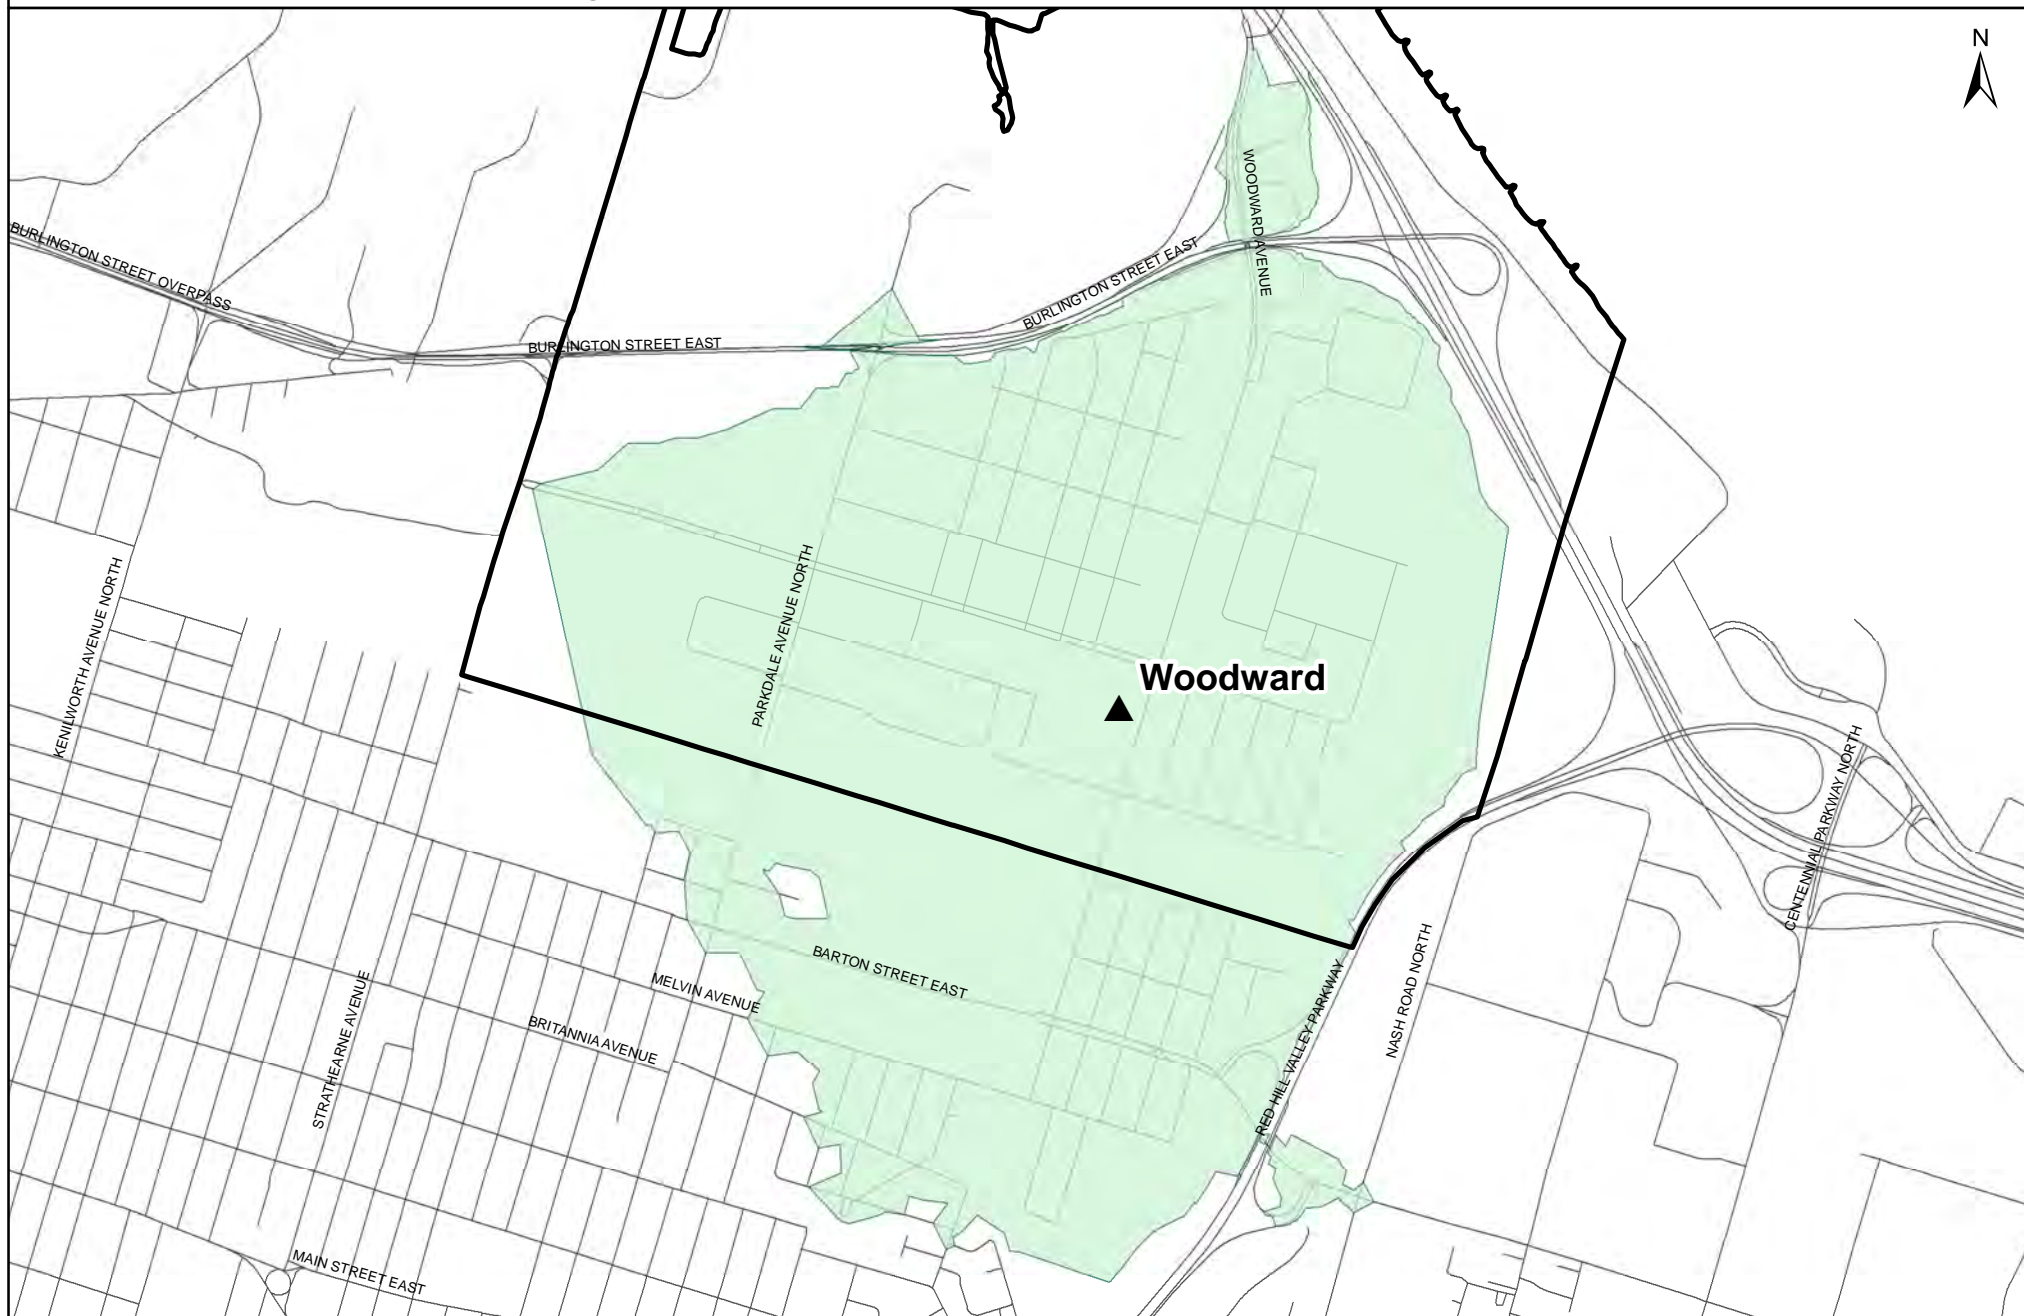 N
WOODWARD AVENUE
BURLINGTON STREET OVERPASS
BURLINGTON STREET EAST
BURLINGTON STREET EAST
KENILWORTH AVENUE NORTH
PARKDALE AVENUE NORTH
Woodward
CENTENNIAL PARKWAY NORTH
BARTON STREET EAST
MELVIN AVENUE
BRITANNIA AVENUE
STRATHEARNE AVENUE
RED HILL VALLEY PARKWAY
NASH ROAD NORTH
MAIN STREET EAST